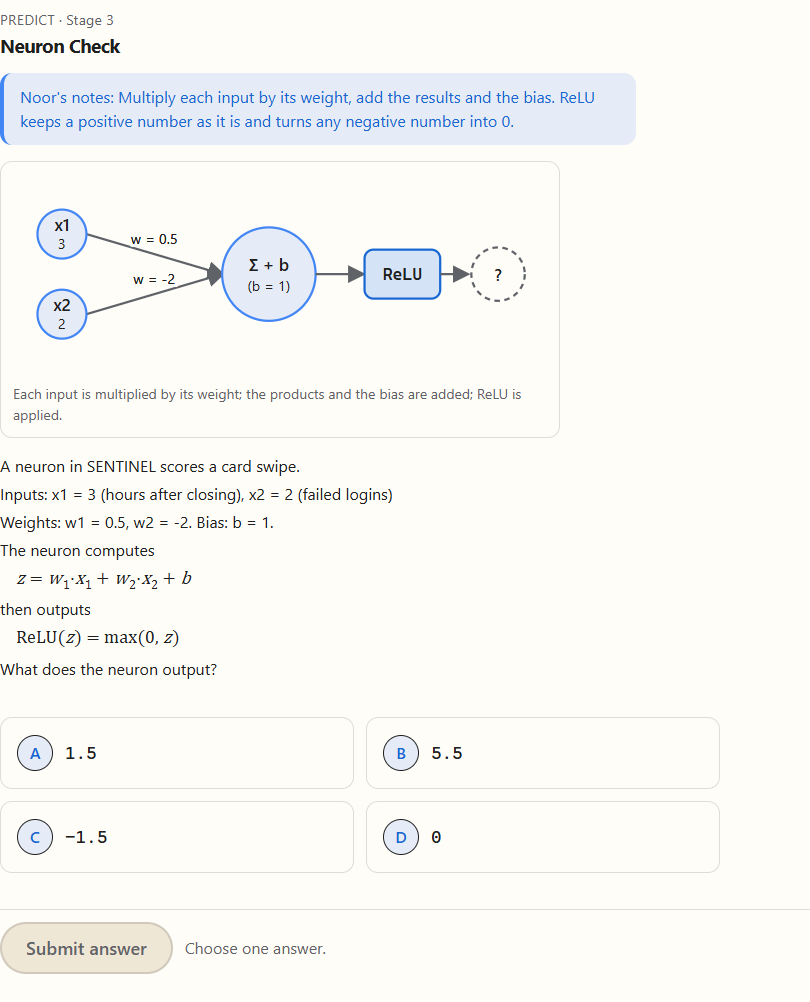 PREDICT · Stage 3
Neuron Check
Noor's notes: Multiply each input by its weight, add the results and the bias. ReLU
keeps a positive number as it is and turns any negative number into 0.
x1
3
w = 0.5
w = -2
x2
2
Σ + b
(b = 1)
ReLU
?
Each input is multiplied by its weight; the products and the bias are added; ReLU is
applied.
A neuron in SENTINEL scores a card swipe.
Inputs: x1 = 3 (hours after closing), x2 = 2 (failed logins)
Weights: w1 = 0.5, w2 = -2. Bias: b = 1.
The neuron computes
z = w₁·x₁ + w₂·x₂ + b
then outputs
ReLU(z) = max(0, z)
What does the neuron output?
A 1.5
B 5.5
C −1.5
D 0
Submit answer Choose one answer.